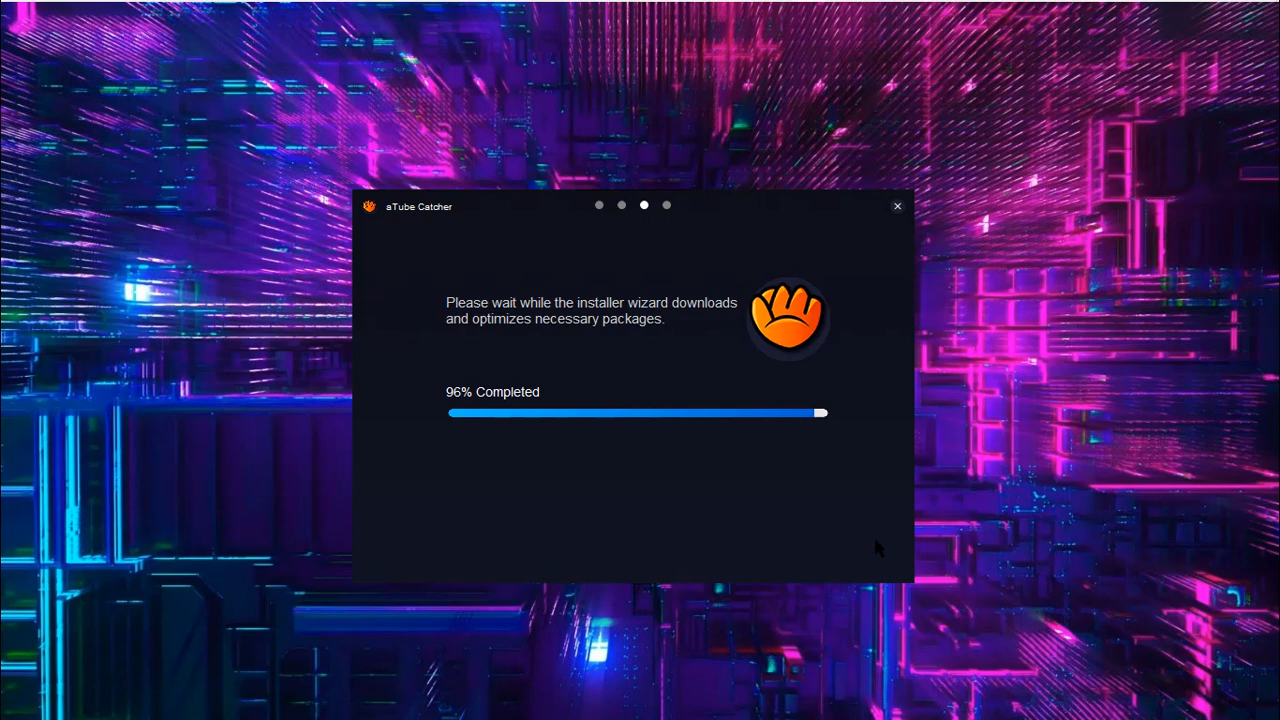 aTube Catcher
Please wait while the installer wizard downloads
and optimizes necessary packages.
96% Completed